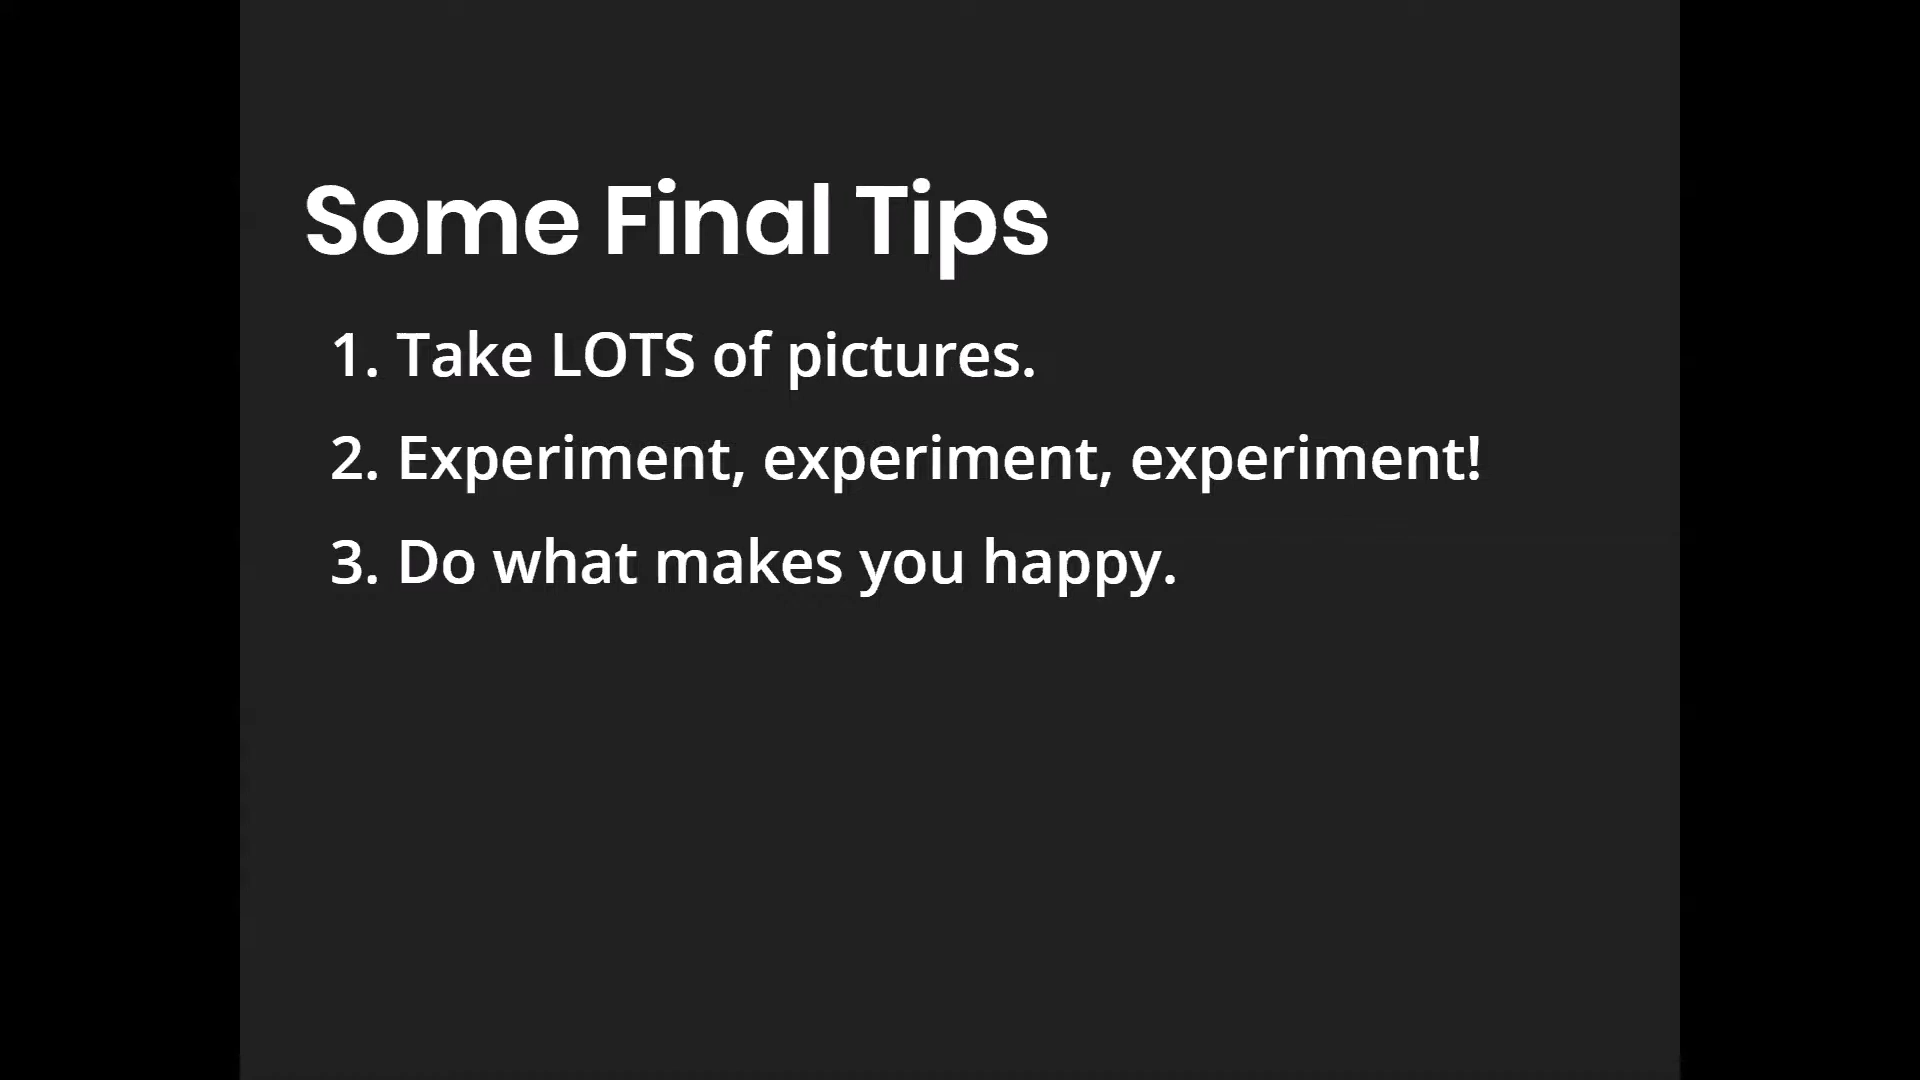 Some Final Tips
1. Take LOTS of pictures.
2. Experiment, experiment, experiment!
3. Do what makes you happy.